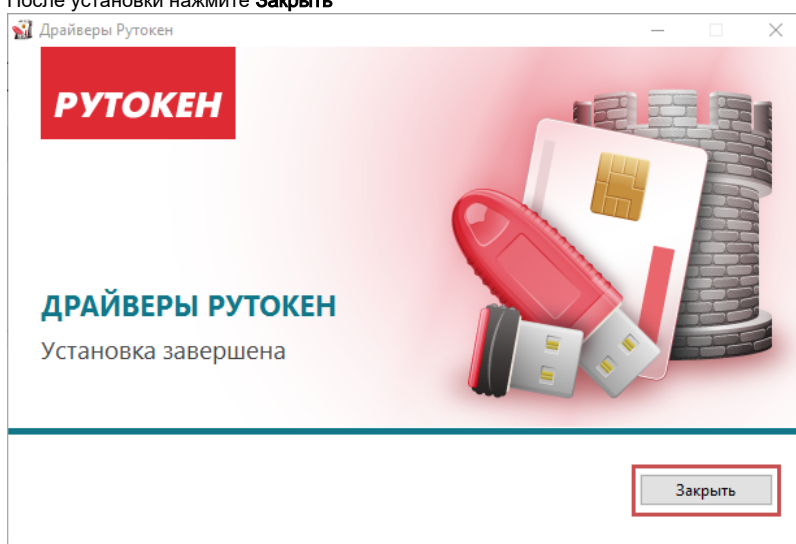 После установки нажмите Закрыть
Драйверы Рутокен
РУТОКЕН
ДРАЙВЕРЫ РУТОКЕН
Установка завершена
Закрыть